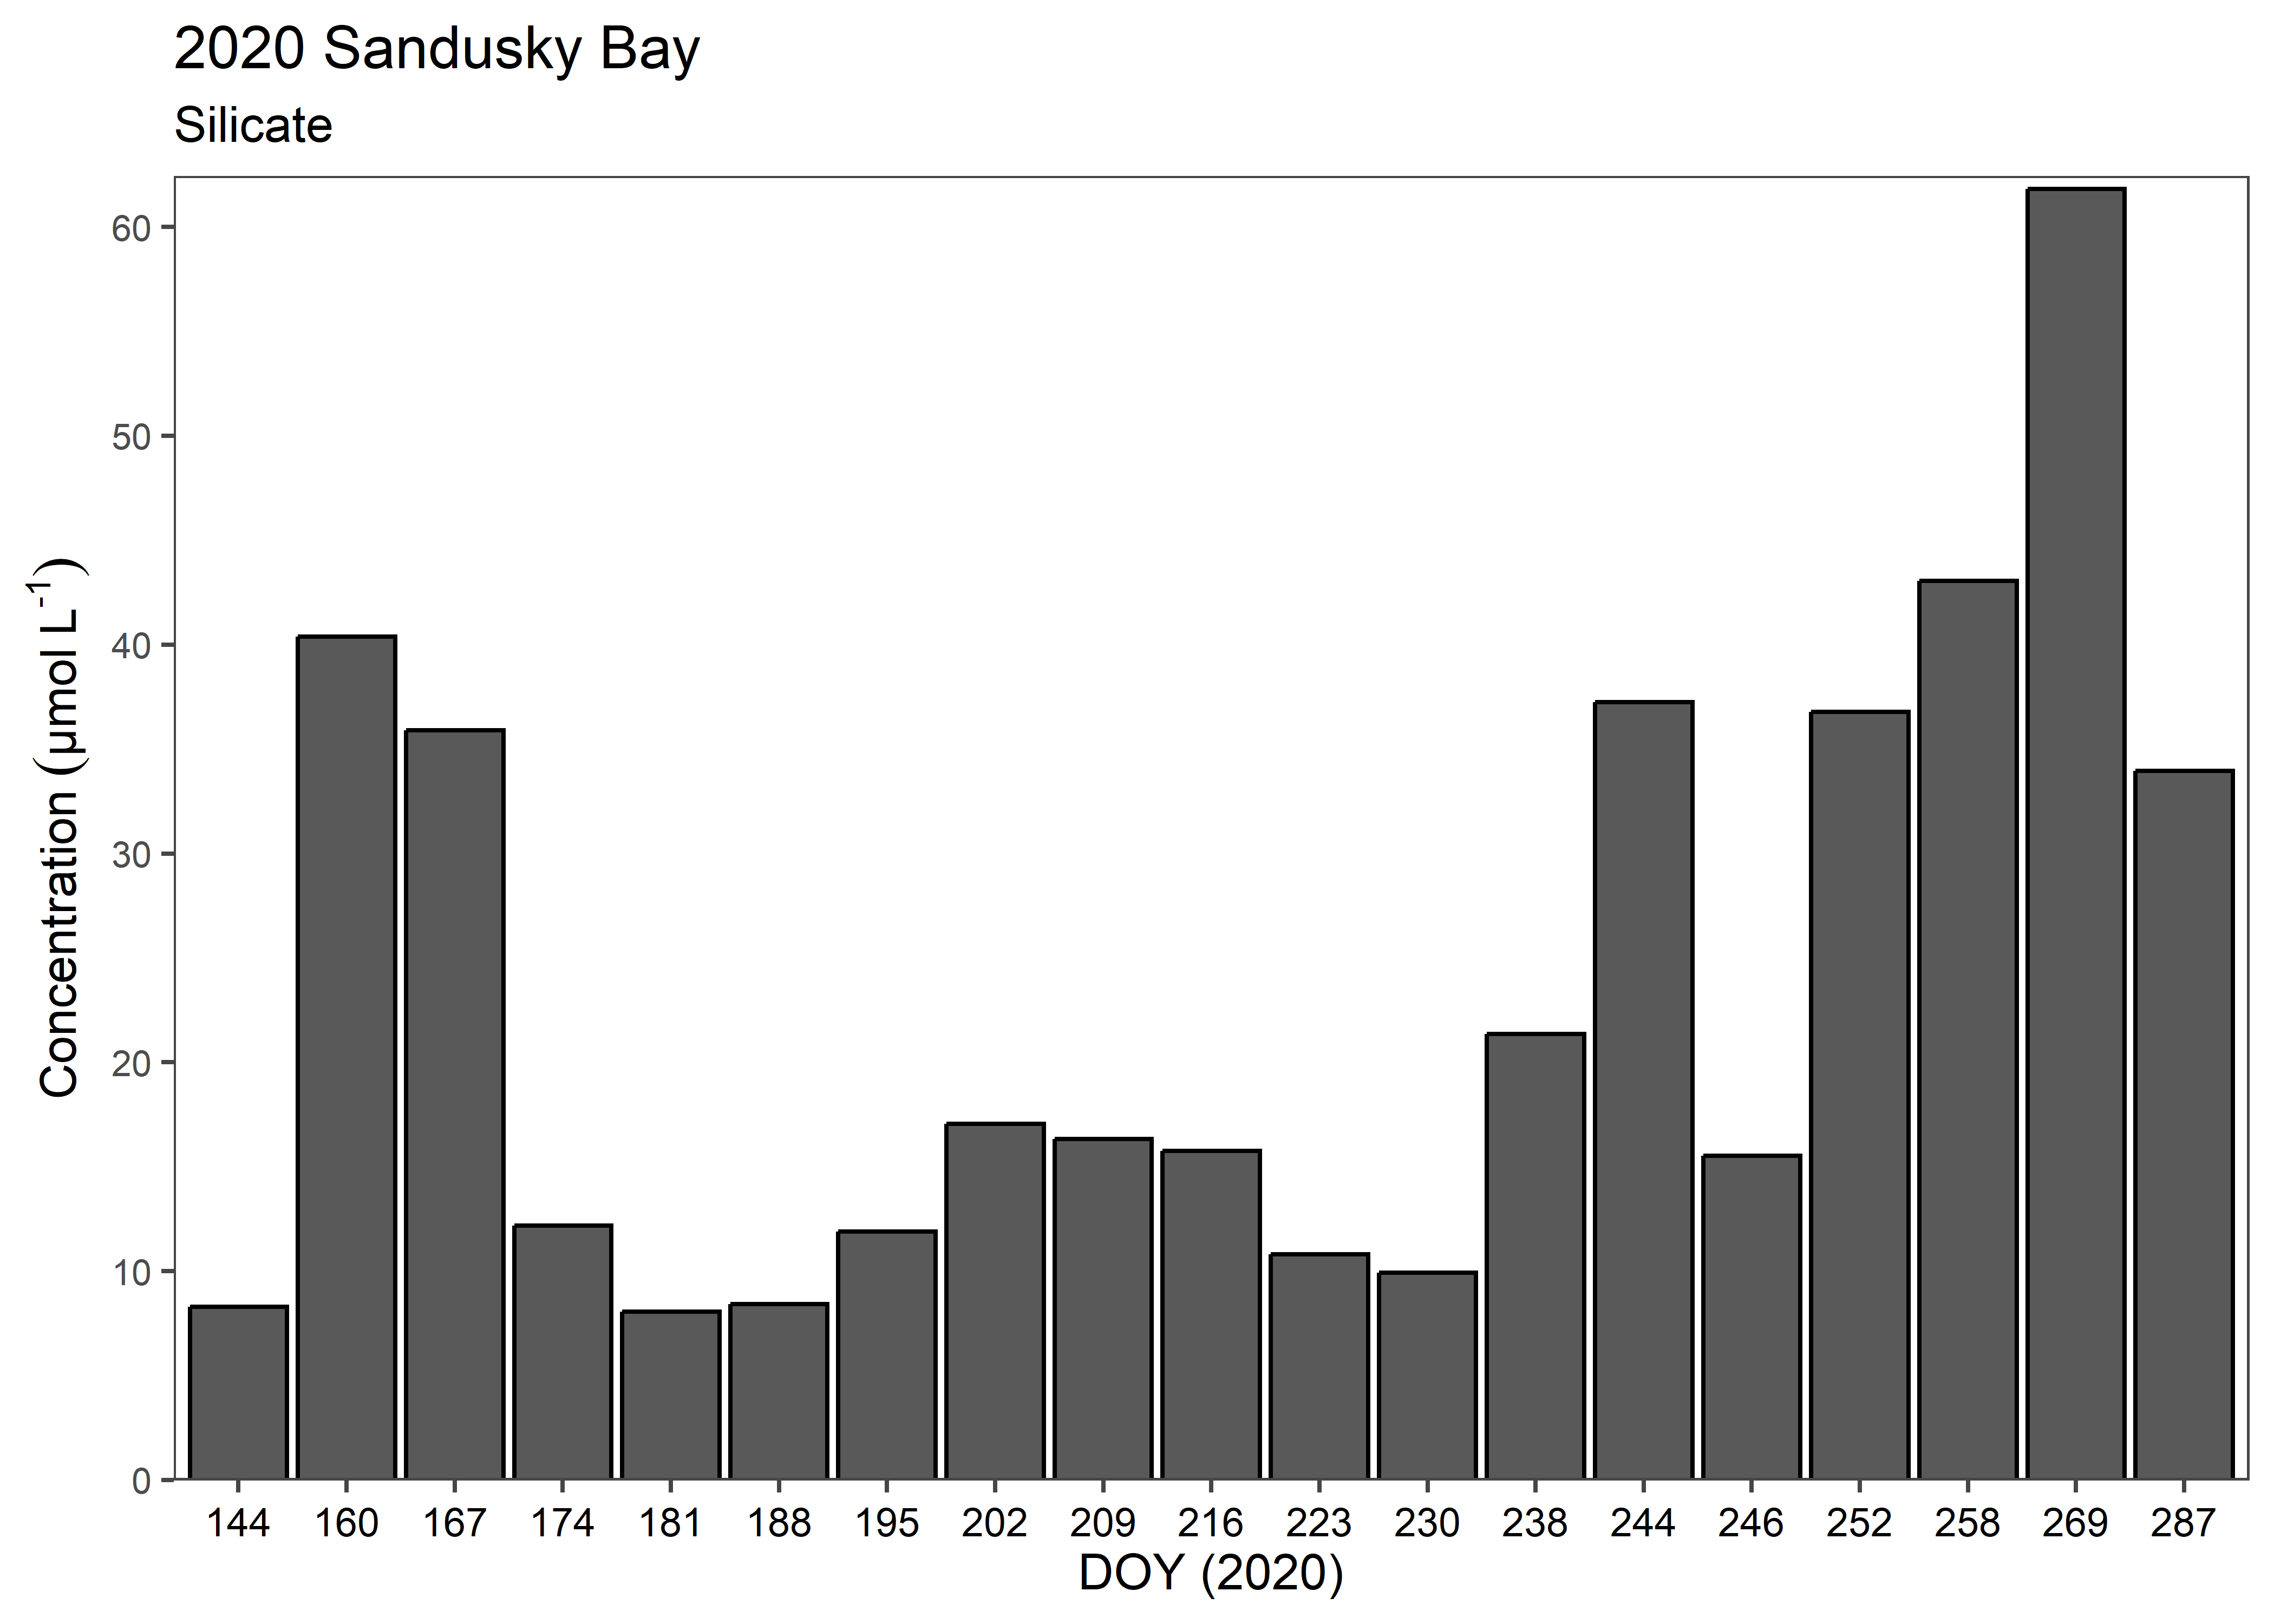 2020 Sandusky Bay
Silicate
Concentration (µmol L⁻¹)
60
50
40
30
20
10
0
144 160 167 174 181 188 195 202 209 216 223 230 238 244 246 252 258 269 287
DOY (2020)